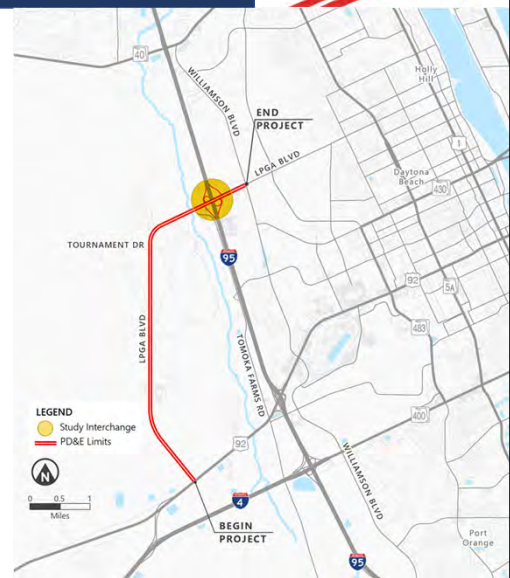 40
WILLIAMSON BLVD
Holly
Hill
END
PROJECT
1
LPGA BLVD
Daytona
Beach
430
TOURNAMENT DR
95
92
5A
483
LPGA BLVD
TOMOKA FARMS RD
LEGEND
Study Interchange
PD&E Limits
400
92
N
0 0.5 1
Miles
4
WILLIAMSON BLVD
BEGIN
PROJECT
Port
Orange
95